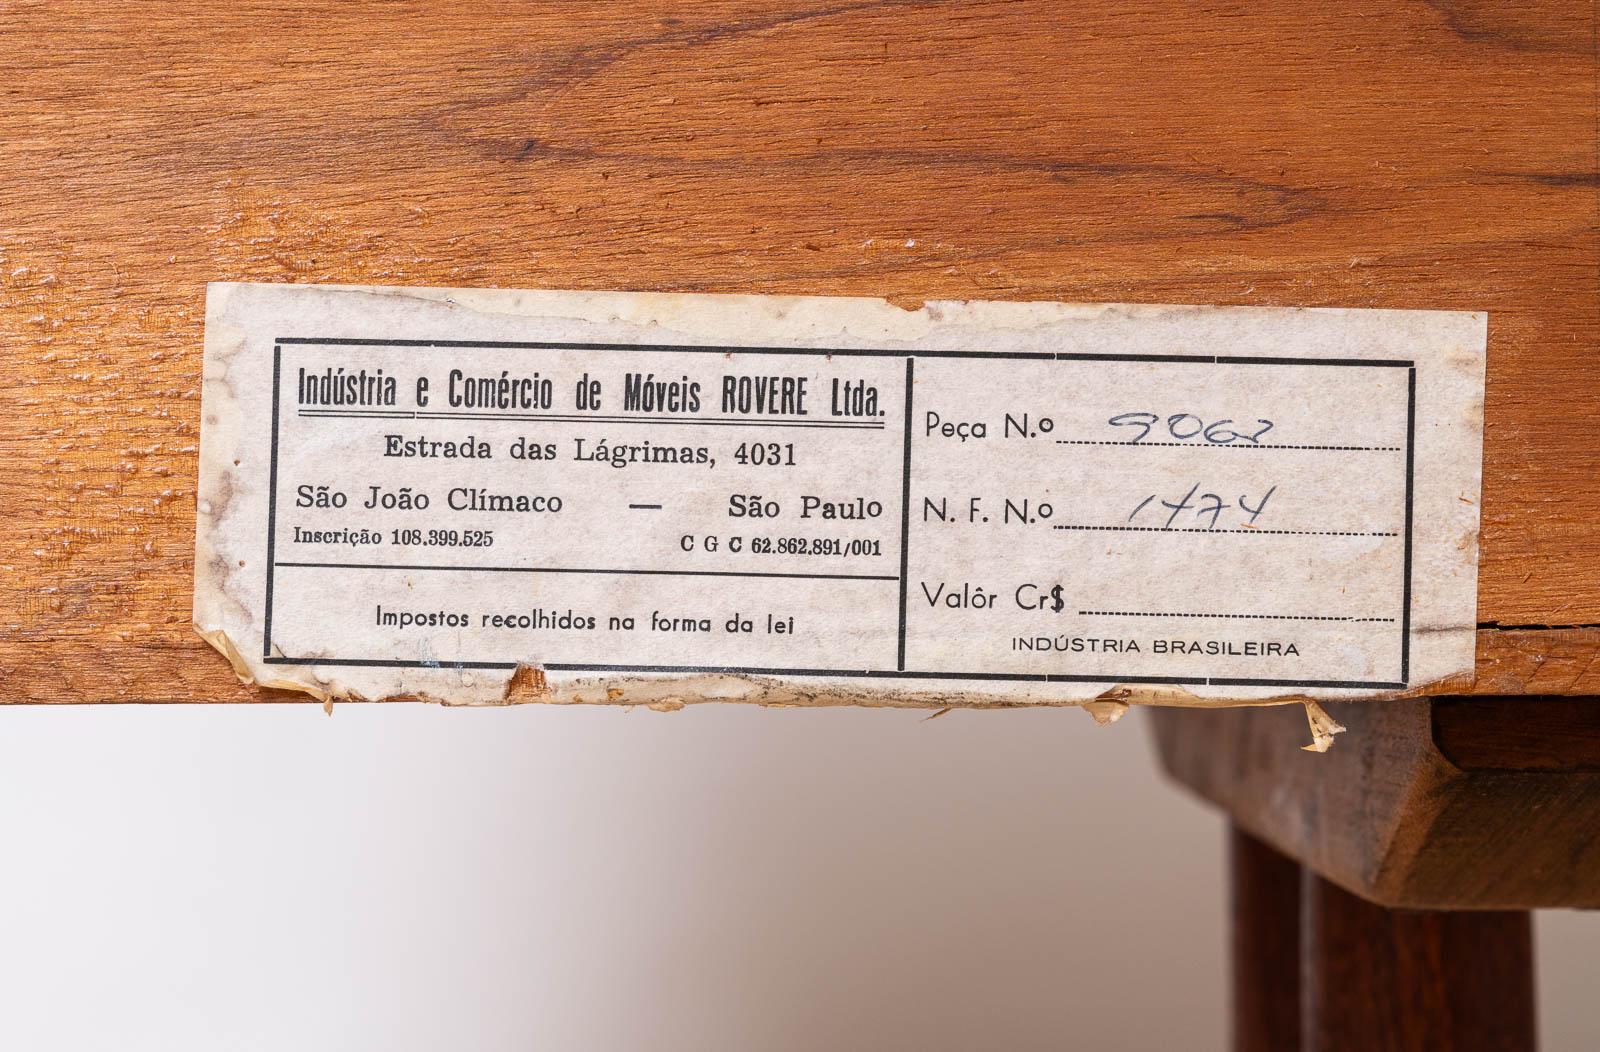 Indústria e Comércio de Móveis ROVERE Ltda.
Estrada das Lágrimas, 4031
São João Clímaco — São Paulo
Inscrição 108.399.525 C G C 62.862.891/001
Impostos recolhidos na forma da lei
Peça N.º
N. F. N.º 1474
Valôr Cr$
INDÚSTRIA BRASILEIRA